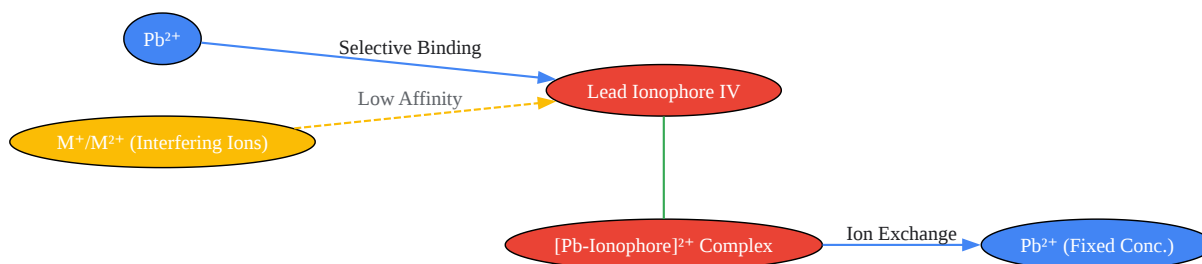 Pb²⁺
Selective Binding
Lead Ionophore IV
Low Affinity
M⁺/M²⁺ (Interfering Ions)
[Pb-Ionophore]²⁺ Complex
Ion Exchange
Pb²⁺ (Fixed Conc.)